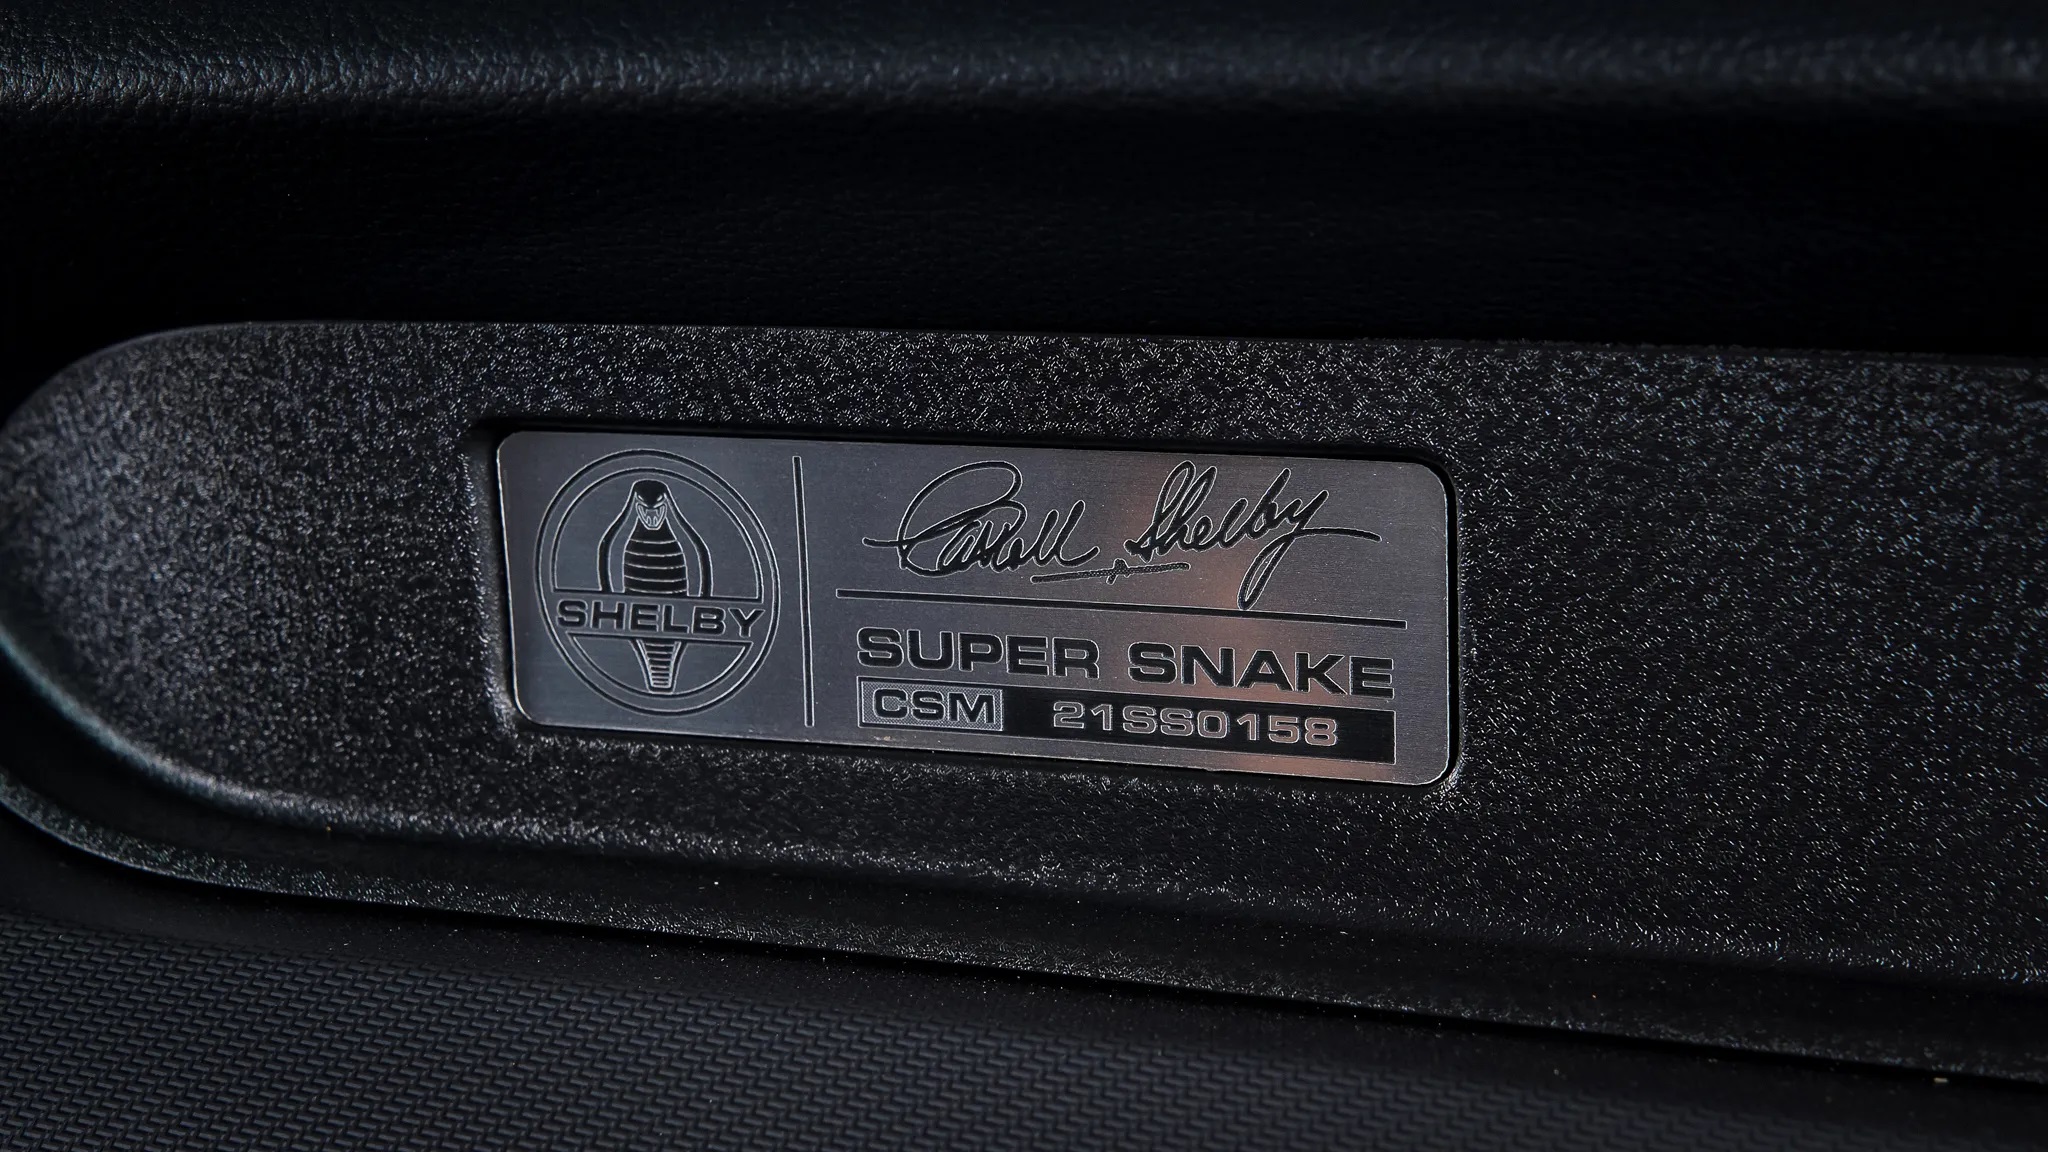 SHELBY
Carroll Shelby
SUPER SNAKE
CSM 21SS0158